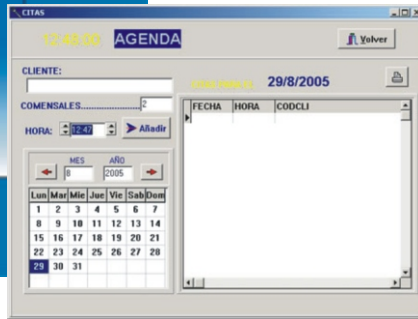 CITAS
12:48:00 AGENDA
Volver
CLIENTE:
29/8/2005
COMENSALES.................... 2
HORA: 12:47 Añadir
FECHA HORA CODCLI
MES AÑO
8 2005
Lun Mar Mie Jue Vie Sab Dom
1 2 3 4 5 6 7
8 9 10 11 12 13 14
15 16 17 18 19 20 21
22 23 24 25 26 27 28
29 30 31